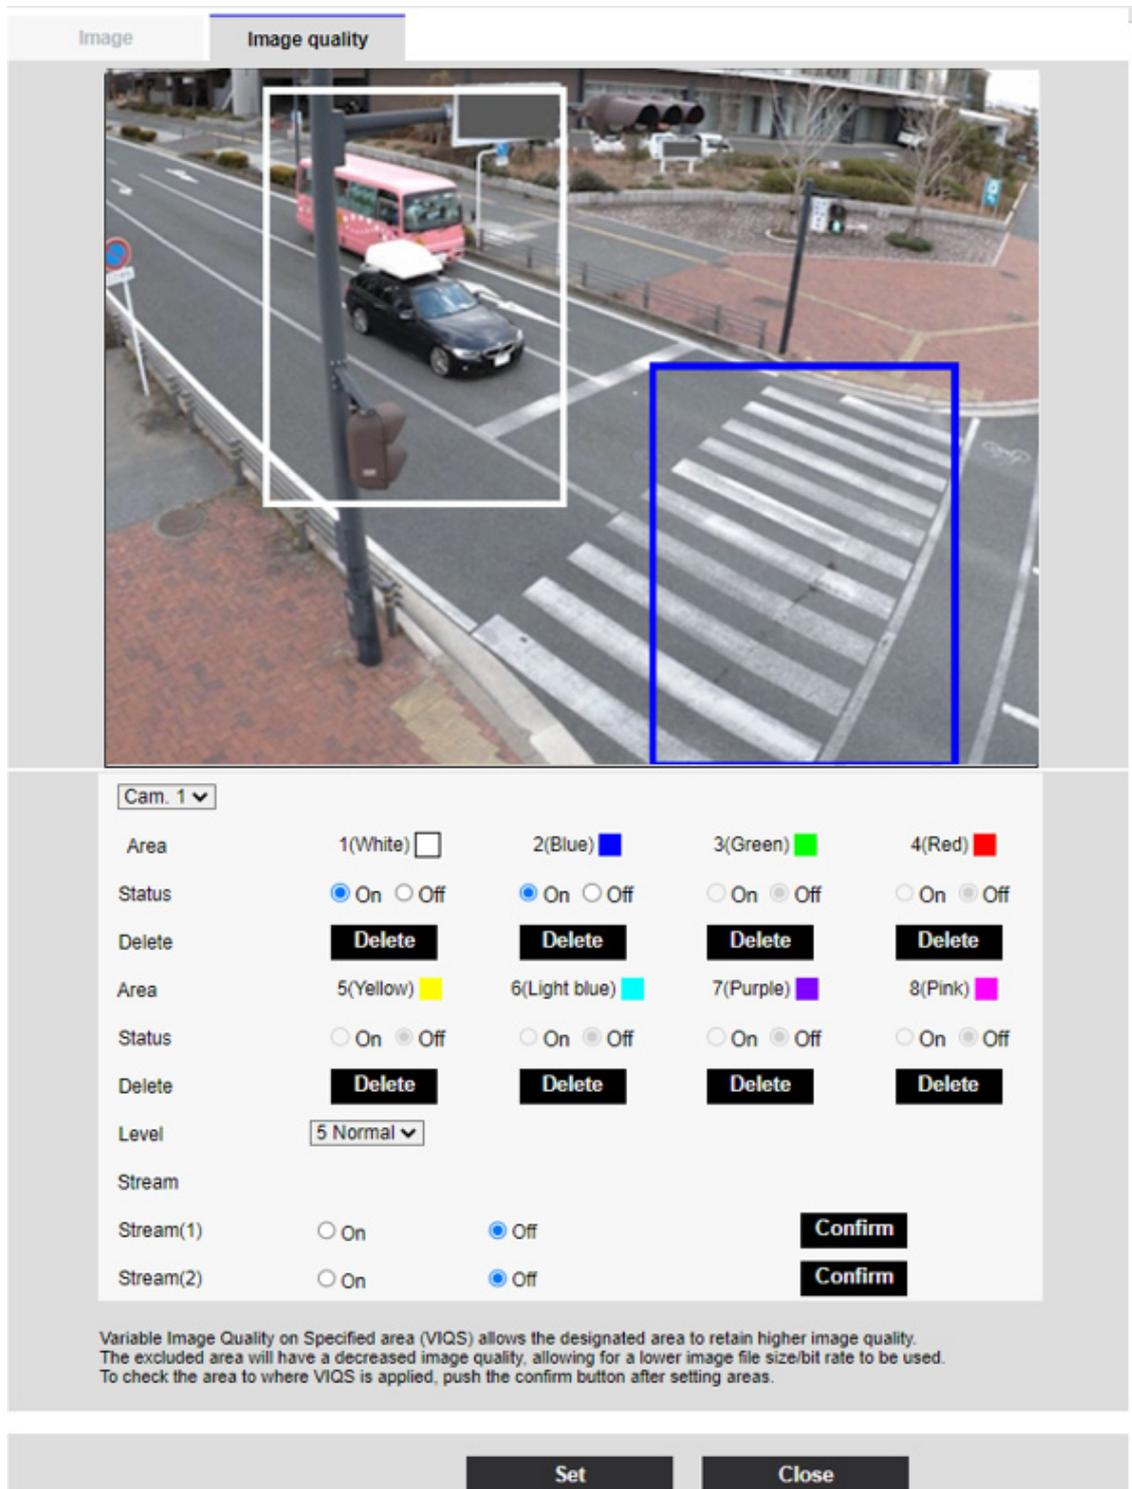 Image Image quality
Cam. 1
Area 1(White) 2(Blue) 3(Green) 4(Red)
Status On Off On Off On Off On Off
Delete Delete Delete Delete Delete
Area 5(Yellow) 6(Light blue) 7(Purple) 8(Pink)
Status On Off On Off On Off On Off
Delete Delete Delete Delete Delete
Level 5 Normal
Stream
Stream(1) On Off Confirm
Stream(2) On Off Confirm
Variable Image Quality on Specified area (VIQS) allows the designated area to retain higher image quality.
The excluded area will have a decreased image quality, allowing for a lower image file size/bit rate to be used.
To check the area to where VIQS is applied, push the confirm button after setting areas.
Set Close